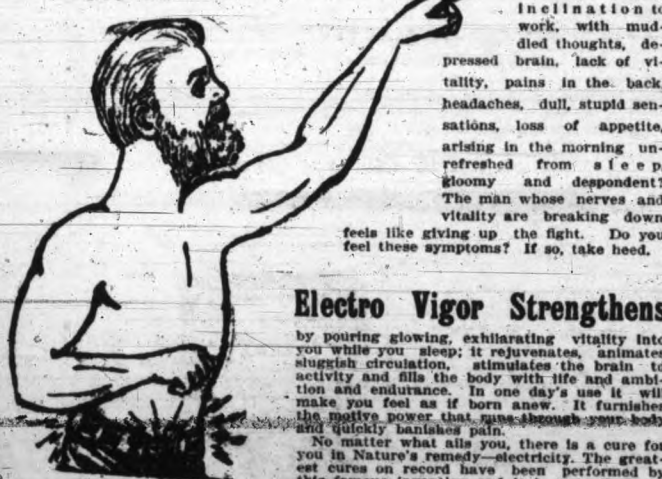 Inclination to
work, with mud-
dled thoughts, de-
pressed brain, lack of vi-
tality, pains in the back,
headaches, dull, stupid sen-
sations, loss of appetite,
arising in the morning un-
refreshed from sleep,
gloomy and despondent?
The man whose nerves and
vitality are breaking down
feels like giving up the fight. Do you
feel these symptoms? If so, take heed.
Electro Vigor Strengthens
by pouring glowing, exhilarating vitality into
you while you sleep; it rejuvenates, animates
sluggish circulation, stimulates the brain to
activity and fills the body with life and ambi-
tion and endurance. In one day's use it will
make you feel as if born anew. It furnishes
the motive power that runs through your body
and quickly banishes pain.
No matter what ails you, there is a cure for
you in Nature's remedy—electricity. The great-
est cures on record have been performed by